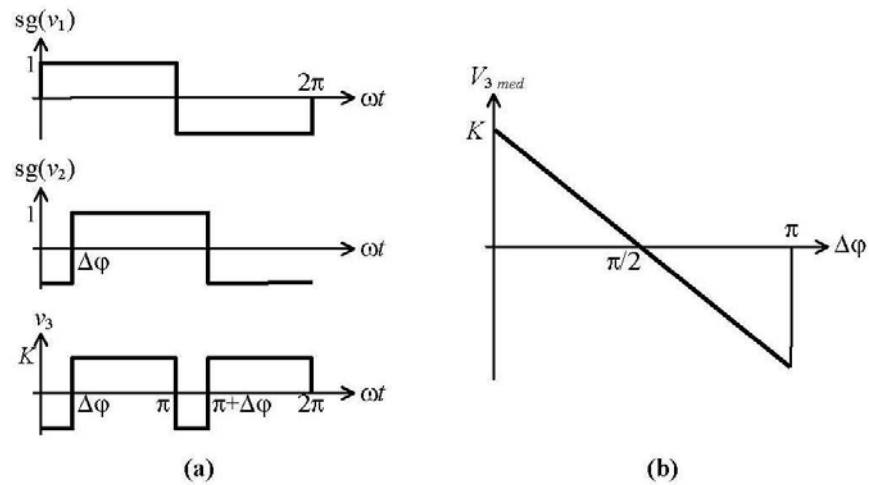 sg(v₁)
1
2π
ωt
sg(v₂)
1
Δφ
ωt
v₃
K
Δφ
π
π+Δφ
2π
ωt
(a)
V₃ med
K
π
π/2
Δφ
(b)